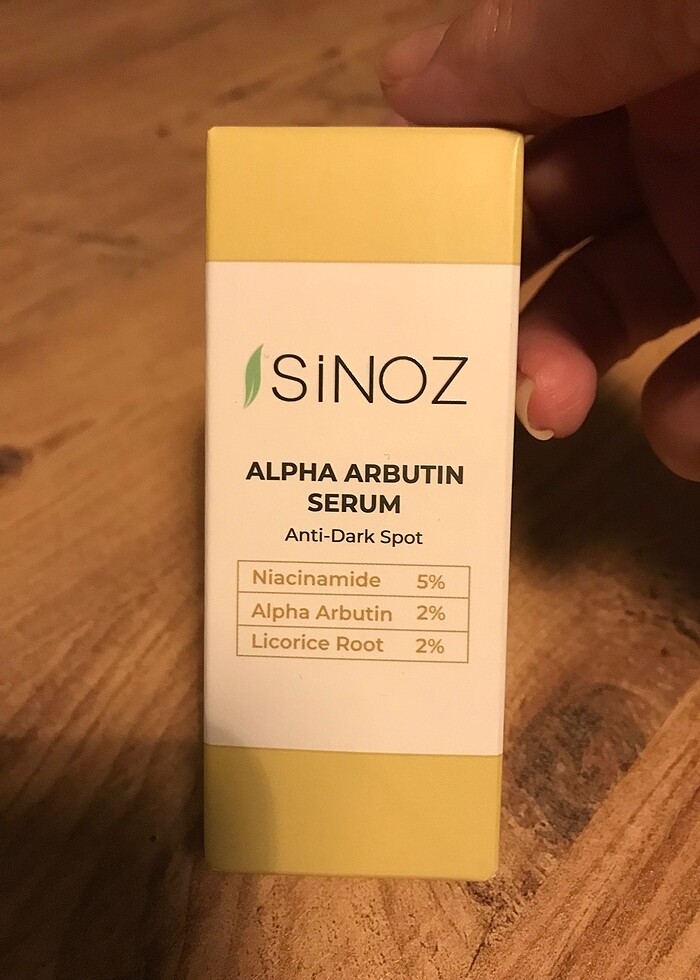 SiNOZ
ALPHA ARBUTIN
SERUM
Anti-Dark Spot
Niacinamide 5%
Alpha Arbutin 2%
Licorice Root 2%